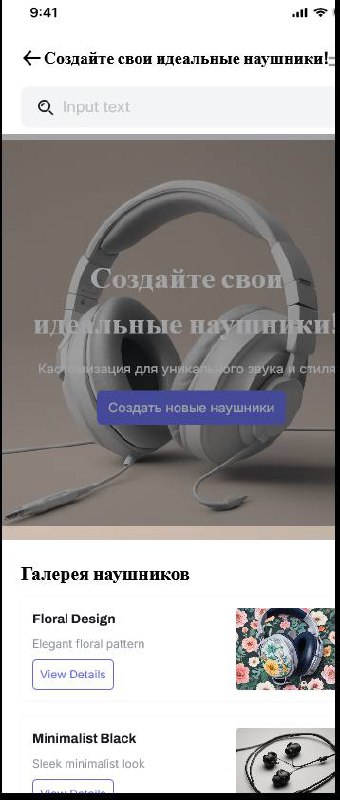 9:41
Создайте свои идеальные наушники!
Input text
Создайте свои
идеальные наушники!
Кастомизация для уникального звука и стиля
Создать новые наушники
Галерея наушников
Floral Design
Elegant floral pattern
View Details
Minimalist Black
Sleek minimalist look
View Details